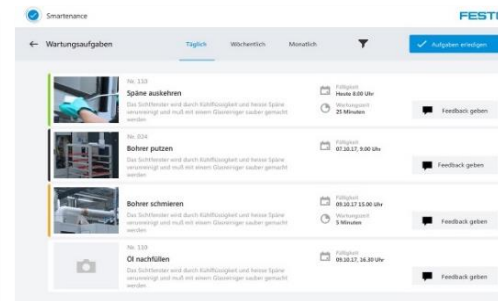 Smartenance
FESTO
Wartungsaufgaben
Täglich
Wöchentlich
Monatlich
Aufgaben erledigen
Nr. 133
Späne auskehren
Das Sichtfenster wird durch Kühlflüssigkeit und heisse Späne
verunreinigt und muß mit einem Glasreiniger sauber gemacht
werden
Fälligkeit
Heute 8.00 Uhr
Wartungszeit
25 Minuten
Feedback geben
Nr. 024
Bohrer putzen
Das Sichtfenster wird durch Kühlflüssigkeit und heisse Späne
verunreinigt und muß mit einem Glasreiniger sauber gemacht
werden
Fälligkeit
07.10.17, 9.00 Uhr
Feedback geben
Bohrer schmieren
Das Sichtfenster wird durch Kühlflüssigkeit und heisse Späne
verunreinigt und muß mit einem Glasreiniger sauber gemacht
werden
Fälligkeit
09.10.17 15.00 Uhr
Wartungszeit
5 Minuten
Feedback geben
Nr. 139
Öl nachfüllen
Das Sichtfenster wird durch Kühlflüssigkeit und heisse Späne
verunreinigt und muß mit einem Glasreiniger sauber gemacht
werden
Fälligkeit
09.10.17, 16.30 Uhr
Feedback geben